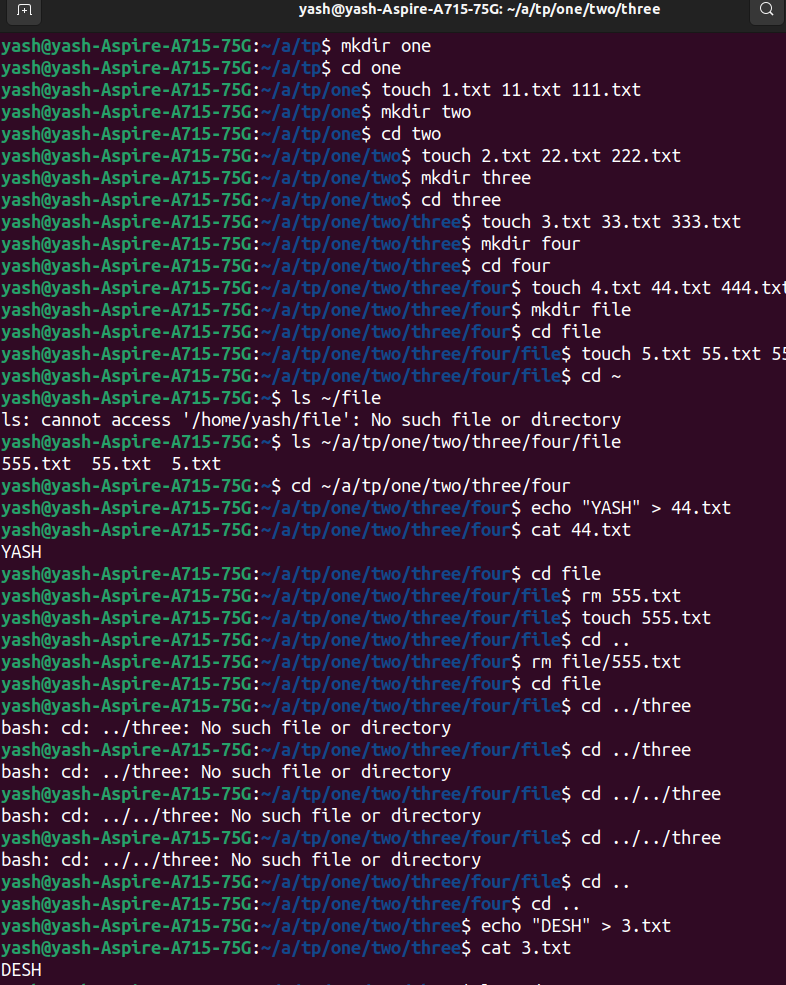 yash@yash-Aspire-A715-75G: ~/a/tp/one/two/three
yash@yash-Aspire-A715-75G:~/a/tp$ mkdir one
yash@yash-Aspire-A715-75G:~/a/tp$ cd one
yash@yash-Aspire-A715-75G:~/a/tp/one$ touch 1.txt 11.txt 111.txt
yash@yash-Aspire-A715-75G:~/a/tp/one$ mkdir two
yash@yash-Aspire-A715-75G:~/a/tp/one$ cd two
yash@yash-Aspire-A715-75G:~/a/tp/one/two$ touch 2.txt 22.txt 222.txt
yash@yash-Aspire-A715-75G:~/a/tp/one/two$ mkdir three
yash@yash-Aspire-A715-75G:~/a/tp/one/two$ cd three
yash@yash-Aspire-A715-75G:~/a/tp/one/two/three$ touch 3.txt 33.txt 333.txt
yash@yash-Aspire-A715-75G:~/a/tp/one/two/three$ mkdir four
yash@yash-Aspire-A715-75G:~/a/tp/one/two/three$ cd four
yash@yash-Aspire-A715-75G:~/a/tp/one/two/three/four$ touch 4.txt 44.txt 444.txt
yash@yash-Aspire-A715-75G:~/a/tp/one/two/three/four$ mkdir file
yash@yash-Aspire-A715-75G:~/a/tp/one/two/three/four$ cd file
yash@yash-Aspire-A715-75G:~/a/tp/one/two/three/four/file$ touch 5.txt 55.txt 55
yash@yash-Aspire-A715-75G:~/a/tp/one/two/three/four/file$ cd ~
yash@yash-Aspire-A715-75G:~$ ls ~/file
ls: cannot access '/home/yash/file': No such file or directory
yash@yash-Aspire-A715-75G:~$ ls ~/a/tp/one/two/three/four/file
555.txt  55.txt  5.txt
yash@yash-Aspire-A715-75G:~$ cd ~/a/tp/one/two/three/four
yash@yash-Aspire-A715-75G:~/a/tp/one/two/three/four$ echo "YASH" > 44.txt
yash@yash-Aspire-A715-75G:~/a/tp/one/two/three/four$ cat 44.txt
YASH
yash@yash-Aspire-A715-75G:~/a/tp/one/two/three/four$ cd file
yash@yash-Aspire-A715-75G:~/a/tp/one/two/three/four/file$ rm 555.txt
yash@yash-Aspire-A715-75G:~/a/tp/one/two/three/four/file$ touch 555.txt
yash@yash-Aspire-A715-75G:~/a/tp/one/two/three/four/file$ cd ..
yash@yash-Aspire-A715-75G:~/a/tp/one/two/three/four$ rm file/555.txt
yash@yash-Aspire-A715-75G:~/a/tp/one/two/three/four$ cd file
yash@yash-Aspire-A715-75G:~/a/tp/one/two/three/four/file$ cd ../three
bash: cd: ../three: No such file or directory
yash@yash-Aspire-A715-75G:~/a/tp/one/two/three/four/file$ cd ../three
bash: cd: ../three: No such file or directory
yash@yash-Aspire-A715-75G:~/a/tp/one/two/three/four/file$ cd ../../three
bash: cd: ../../three: No such file or directory
yash@yash-Aspire-A715-75G:~/a/tp/one/two/three/four/file$ cd ../../three
bash: cd: ../../three: No such file or directory
yash@yash-Aspire-A715-75G:~/a/tp/one/two/three/four/file$ cd ..
yash@yash-Aspire-A715-75G:~/a/tp/one/two/three/four$ cd ..
yash@yash-Aspire-A715-75G:~/a/tp/one/two/three$ echo "DESH" > 3.txt
yash@yash-Aspire-A715-75G:~/a/tp/one/two/three$ cat 3.txt
DESH